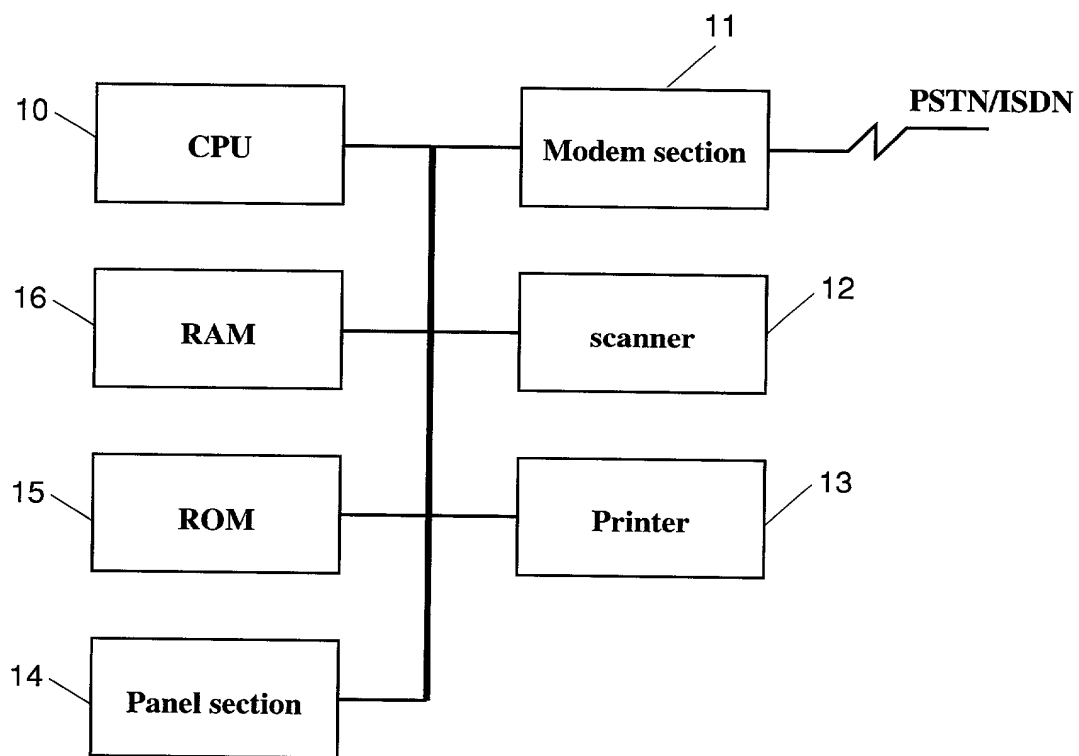 11
10
CPU
Modem section
PSTN/ISDN
16
RAM
scanner
12
15
ROM
Printer
13
14
Panel section